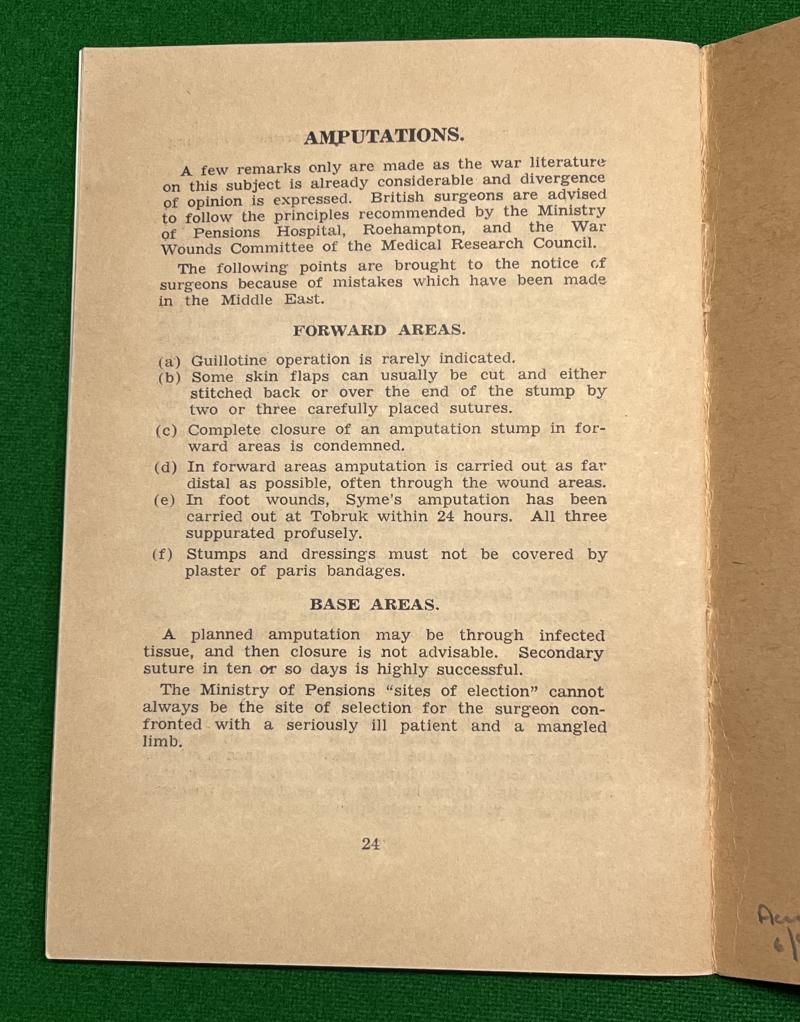 AMPUTATIONS.
A few remarks only are made as the war literature
on this subject is already considerable and divergence
of opinion is expressed. British surgeons are advised
to follow the principles recommended by the Ministry
of Pensions Hospital, Roehampton, and the War
Wounds Committee of the Medical Research Council.
The following points are brought to the notice of
surgeons because of mistakes which have been made
in the Middle East.
FORWARD AREAS.
(a) Guillotine operation is rarely indicated.
(b) Some skin flaps can usually be cut and either
stitched back or over the end of the stump by
two or three carefully placed sutures.
(c) Complete closure of an amputation stump in for-
ward areas is condemned.
(d) In forward areas amputation is carried out as far
distal as possible, often through the wound areas.
(e) In foot wounds, Syme's amputation has been
carried out at Tobruk within 24 hours. All three
suppurated profusely.
(f) Stumps and dressings must not be covered by
plaster of paris bandages.
BASE AREAS.
A planned amputation may be through infected
tissue, and then closure is not advisable. Secondary
suture in ten or so days is highly successful.
The Ministry of Pensions "sites of election" cannot
always be the site of selection for the surgeon con-
fronted with a seriously ill patient and a mangled
limb.
24